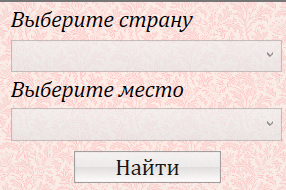 Выберите страну
Выберите место
Найти